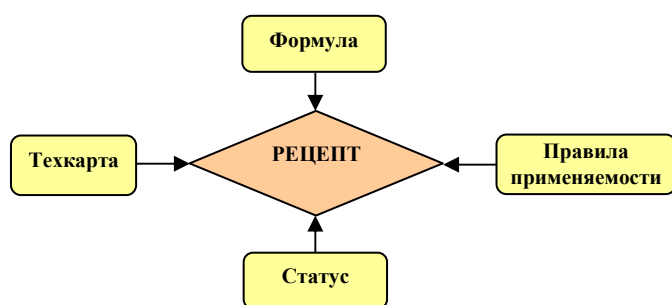 Формула
Техкарта
РЕЦЕПТ
Правила
применяемости
Статус